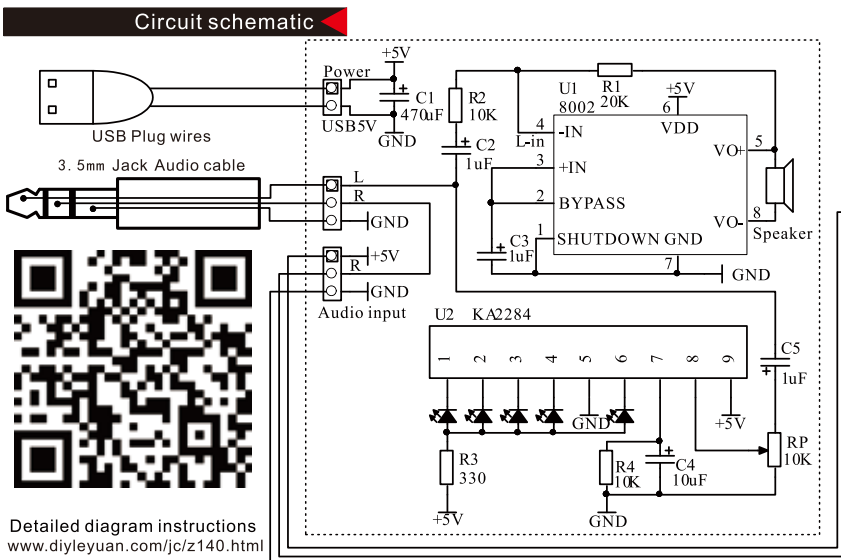 Circuit schematic
+5V
Power
C1
470uF
USB5V
GND
USB Plug wires
R2
10K
R1
20K
U1
8002
+5V
6
VDD
4
-IN
L-in
C2
1uF
3
+IN
5
VO+
2
BYPASS
8
VO-
Speaker
1
SHUTDOWN GND
7
C3
1uF
GND
3.5mm Jack Audio cable
L
R
GND
+5V
R
GND
Audio input
U2 KA2284
1 2 3 4 5 6 7 8 9
C5
1uF
GND
+5V
R3
330
+5V
R4
10K
C4
10uF
GND
RP
10K
Detailed diagram instructions
www.diyleyuan.com/jc/z140.html